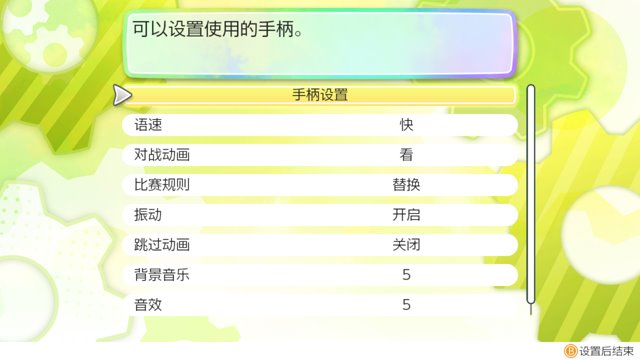 可以设置使用的手柄。
手柄设置
语速 快
对战动画 看
比赛规则 替换
振动 开启
跳过动画 关闭
背景音乐 5
音效 5
B 设置后结束